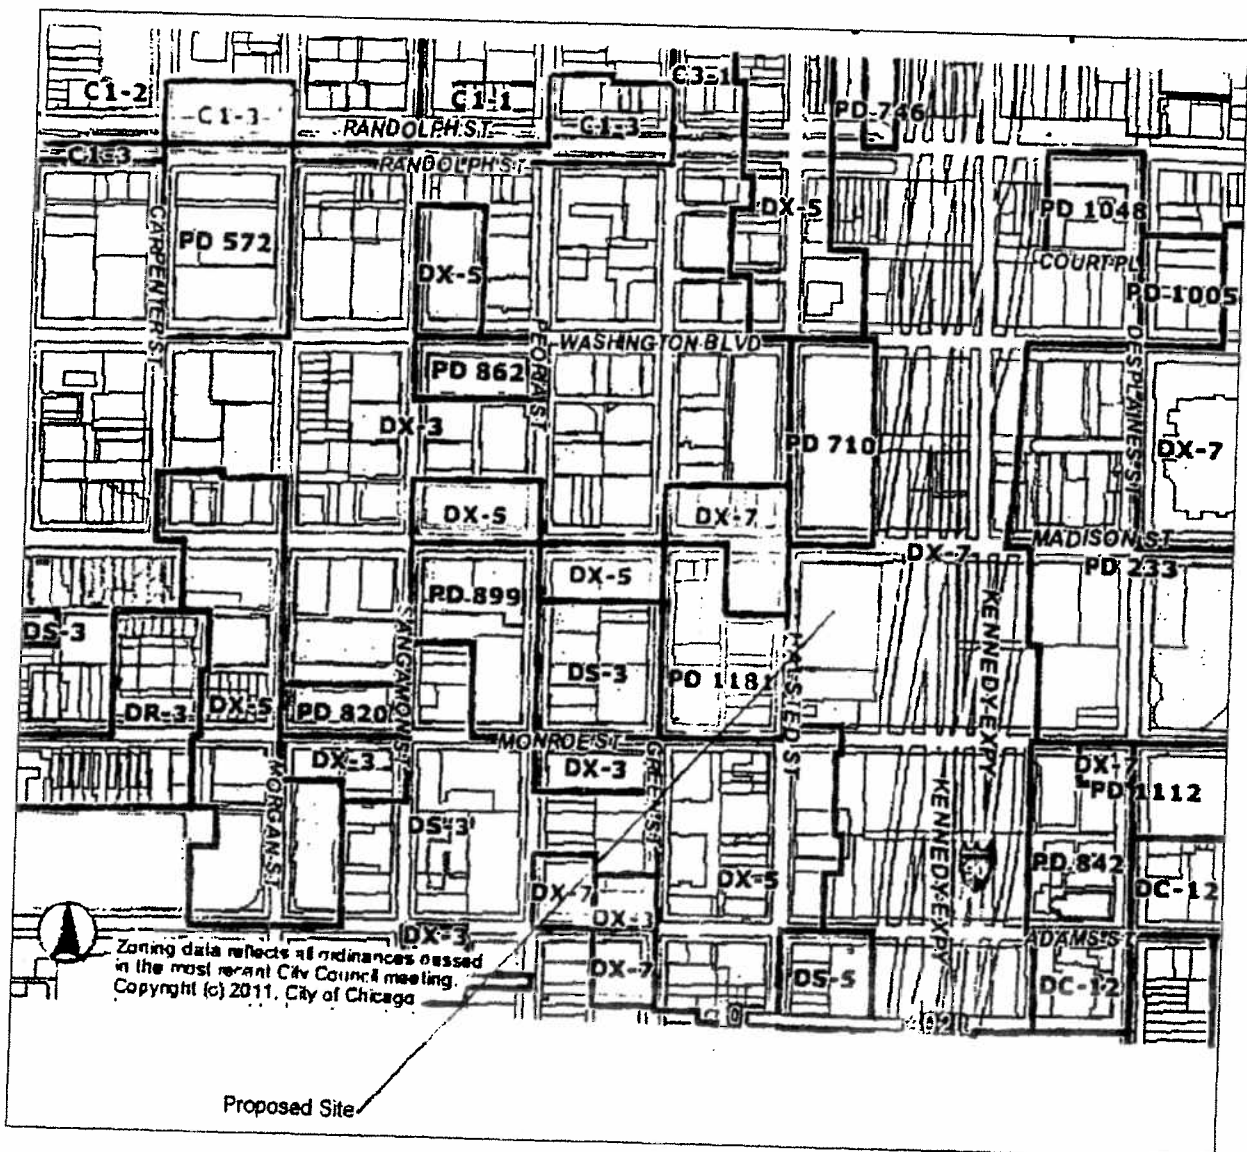 C3-1
C1-2
C1-3
C1-1
PD 746
C1-3
RANDOLPH ST
C1-3
RANDOLPH ST
DX-5
PD 1048
CARPENTER ST
PD 572
DX-5
COURT PL
PD 1005
PEORIA ST
WASHINGTON BLVD
DESPLAINES ST
PD 862
DX-3
PD 710
DX-7
DX-5
DX-7
MADISON ST
DX-7
PD 233
DX-5
PD 899
KENNEDY EXPY
SANGAMON ST
DS-3
DS-3
HALSTED ST
PD 1181
DR-3
DX-5
PD 820
MONROE ST
GREEN ST
DX-3
DX-3
DX-7
PD 1112
MORGAN ST
KENNEDY EXPY
DS-3
PD 842
DX-7
DX-5
DC-12
DX-3
DX-3
ADAMS ST
Zoning data reflects all ordinances passed
in the most recent City Council meeting.
Copyright (c) 2011, City of Chicago
DX-7
DS-5
DC-12
Proposed Site